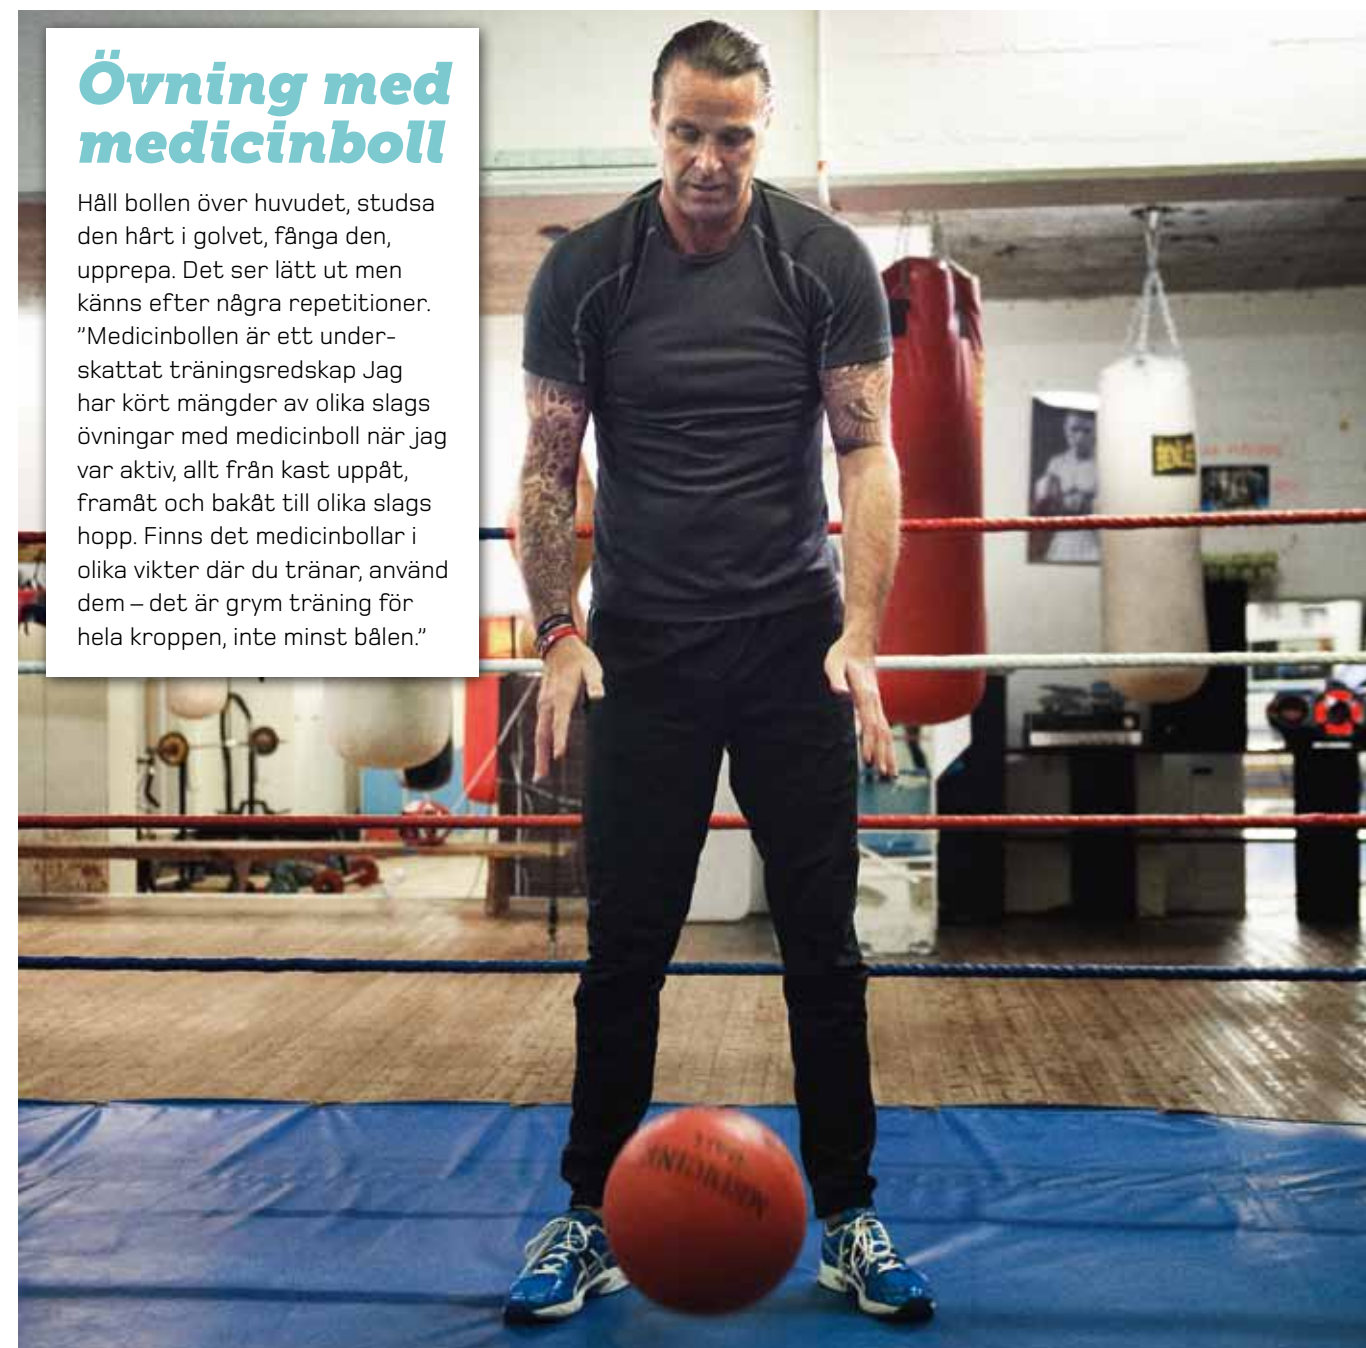 Övning med
medicinboll
Håll bollen över huvudet, studsa
den hårt i golvet, fånga den,
upprepa. Det ser lätt ut men
känns efter några repetitioner.
”Medicinbollen är ett under-
skattat träningsredskap Jag
har kört mängder av olika slags
övningar med medicinboll när jag
var aktiv, allt från kast uppåt,
framåt och bakåt till olika slags
hopp. Finns det medicinbollar i
olika vikter där du tränar, använd
dem – det är grym träning för
hela kroppen, inte minst bålen.”
BENLEE
MEDICINE
BALL